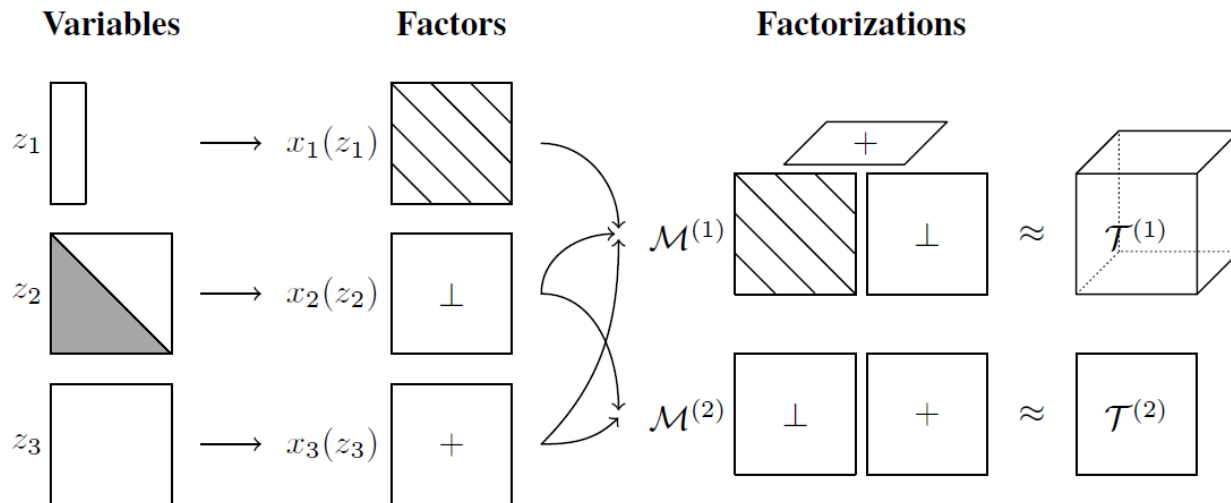 Variables Factors Factorizations
z₁ x₁(z₁) +
ℳ⁽¹⁾ ⊥ ≈ 𝒯⁽¹⁾
z₂ x₂(z₂) ⊥
z₃ x₃(z₃) +
ℳ⁽²⁾ ⊥ + ≈ 𝒯⁽²⁾